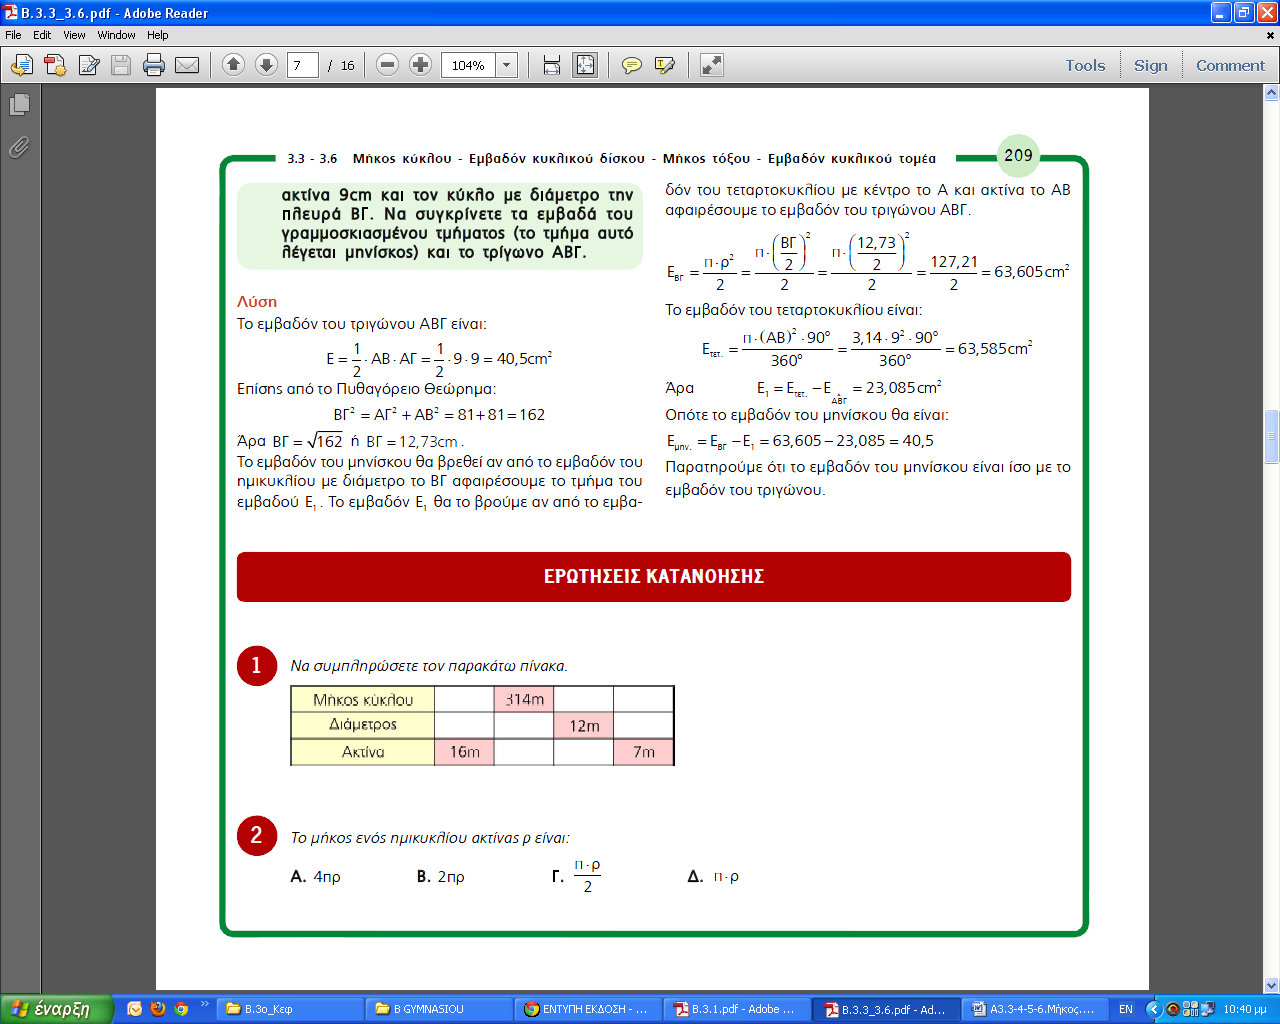 B.3.3_3.6.pdf - Adobe Reader
File Edit View Window Help
7 / 16 104% Tools Sign Comment
3.3 - 3.6 Μήκος κύκλου - Εμβαδόν κυκλικού δίσκου - Μήκος τόξου - Εμβαδόν κυκλικού τομέα 209
ακτίνα 9cm και τον κύκλο με διάμετρο την
πλευρά ΒΓ. Να συγκρίνετε τα εμβαδά του
γραμμοσκιασμένου τμήματος (το τμήμα αυτό
λέγεται μηνίσκος) και το τρίγωνο ΑΒΓ.
Λύση
Το εμβαδόν του τριγώνου ΑΒΓ είναι:
Ε = 1/2 · ΑΒ · ΑΓ = 1/2 · 9 · 9 = 40,5cm²
Επίσης από το Πυθαγόρειο Θεώρημα:
ΒΓ² = ΑΓ² + ΑΒ² = 81 + 81 = 162
Άρα ΒΓ = √162 ή ΒΓ = 12,73cm .
Το εμβαδόν του μηνίσκου θα βρεθεί αν από το εμβαδόν του
ημικυκλίου με διάμετρο το ΒΓ αφαιρέσουμε το τμήμα του
εμβαδού Ε₁ . Το εμβαδόν Ε₁ θα το βρούμε αν από το εμβα-
δόν του τεταρτοκυκλίου με κέντρο το Α και ακτίνα το ΑΒ
αφαιρέσουμε το εμβαδόν του τριγώνου ΑΒΓ.
Ε_ΒΓ = π · ρ² / 2 = π · (ΒΓ/2)² / 2 = π · (12,73/2)² / 2 = 127,21 / 2 = 63,605cm²
Το εμβαδόν του τεταρτοκυκλίου είναι:
Ε_τετ. = π · (ΑΒ)² · 90° / 360° = 3,14 · 9² · 90° / 360° = 63,585cm²
Άρα Ε₁ = Ε_τετ. − Ε_ΑΒΓ = 23,085cm²
Οπότε το εμβαδόν του μηνίσκου θα είναι:
Ε_μην. = Ε_ΒΓ − Ε₁ = 63,605 − 23,085 = 40,5
Παρατηρούμε ότι το εμβαδόν του μηνίσκου είναι ίσο με το
εμβαδόν του τριγώνου.
ΕΡΩΤΗΣΕΙΣ ΚΑΤΑΝΟΗΣΗΣ
1 Να συμπληρώσετε τον παρακάτω πίνακα.
Μήκος κύκλου 314m
Διάμετρος 12m
Ακτίνα 16m 7m
2 Το μήκος ενός ημικυκλίου ακτίνας ρ είναι:
Α. 4πρ Β. 2πρ Γ. π · ρ / 2 Δ. π · ρ
έναρξη B.3ο_Κεφ B GYMNASIOU ΕΝΤΥΠΗ ΕΚΔΟΣΗ - ... B.3.1.pdf - Adobe ... B.3.3_3.6.pdf - Ad... Α3.3-4-5-6.Μήκος.... EN 10:40 μμ